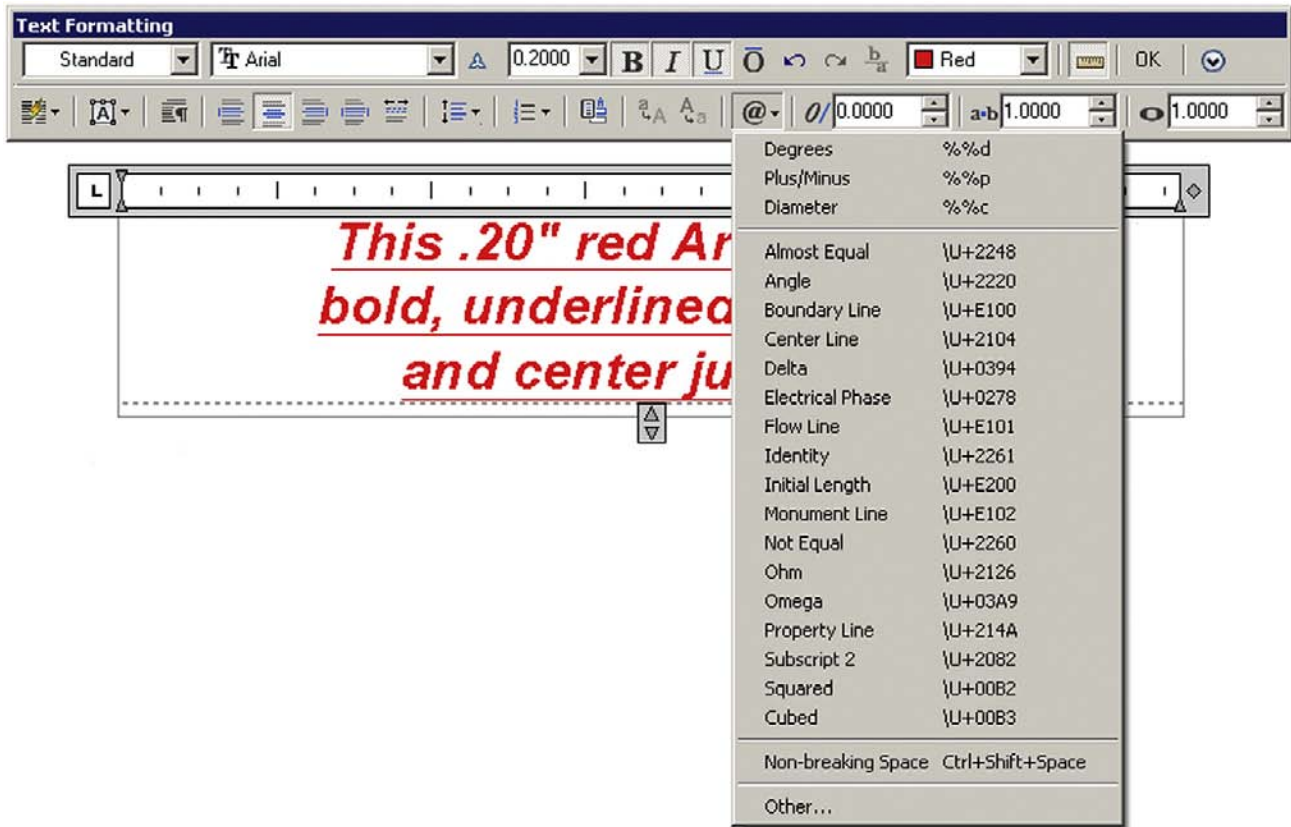 Text Formatting
Standard Arial 0.2000 B I U O b/a Red OK
@ 0/ 0.0000 a•b 1.0000 1.0000
Degrees %%d
Plus/Minus %%p
Diameter %%c
L
This .20" red Ar
Almost Equal \U+2248
Angle \U+2220
bold, underlined
Boundary Line \U+E100
Center Line \U+2104
and center ju
Delta \U+0394
Electrical Phase \U+0278
Flow Line \U+E101
Identity \U+2261
Initial Length \U+E200
Monument Line \U+E102
Not Equal \U+2260
Ohm \U+2126
Omega \U+03A9
Property Line \U+214A
Subscript 2 \U+2082
Squared \U+00B2
Cubed \U+00B3
Non-breaking Space Ctrl+Shift+Space
Other...